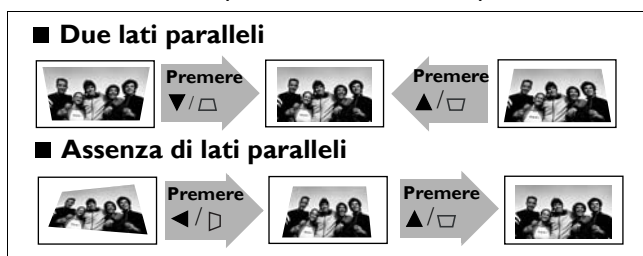 ■ Due lati paralleli
Premere
▼/⏢
Premere
▲/⏢
■ Assenza di lati paralleli
Premere
◀/
Premere
▲/